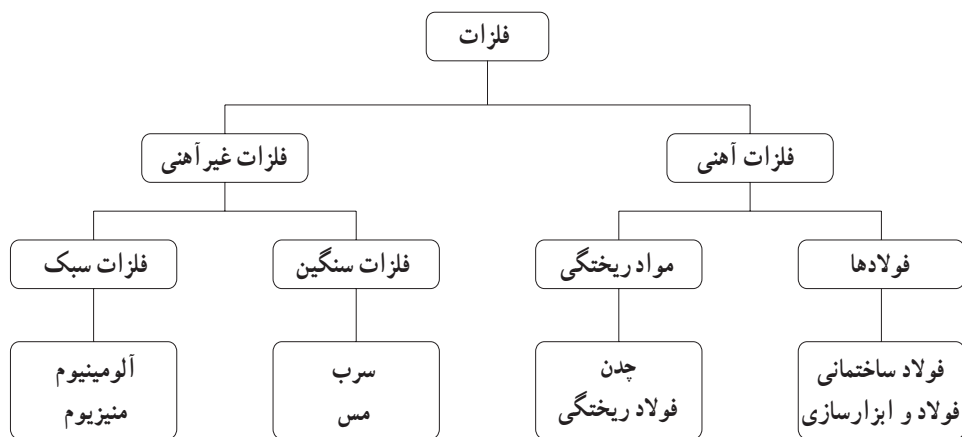 فلزات
فلزات آهنی
فلزات غیرآهنی
فولادها
مواد ریختگی
فلزات سنگین
فلزات سبک
فولاد ساختمانی
فولاد و ابزارسازی
چدن
فولاد ریختگی
سرب
مس
آلومینیوم
منیزیوم